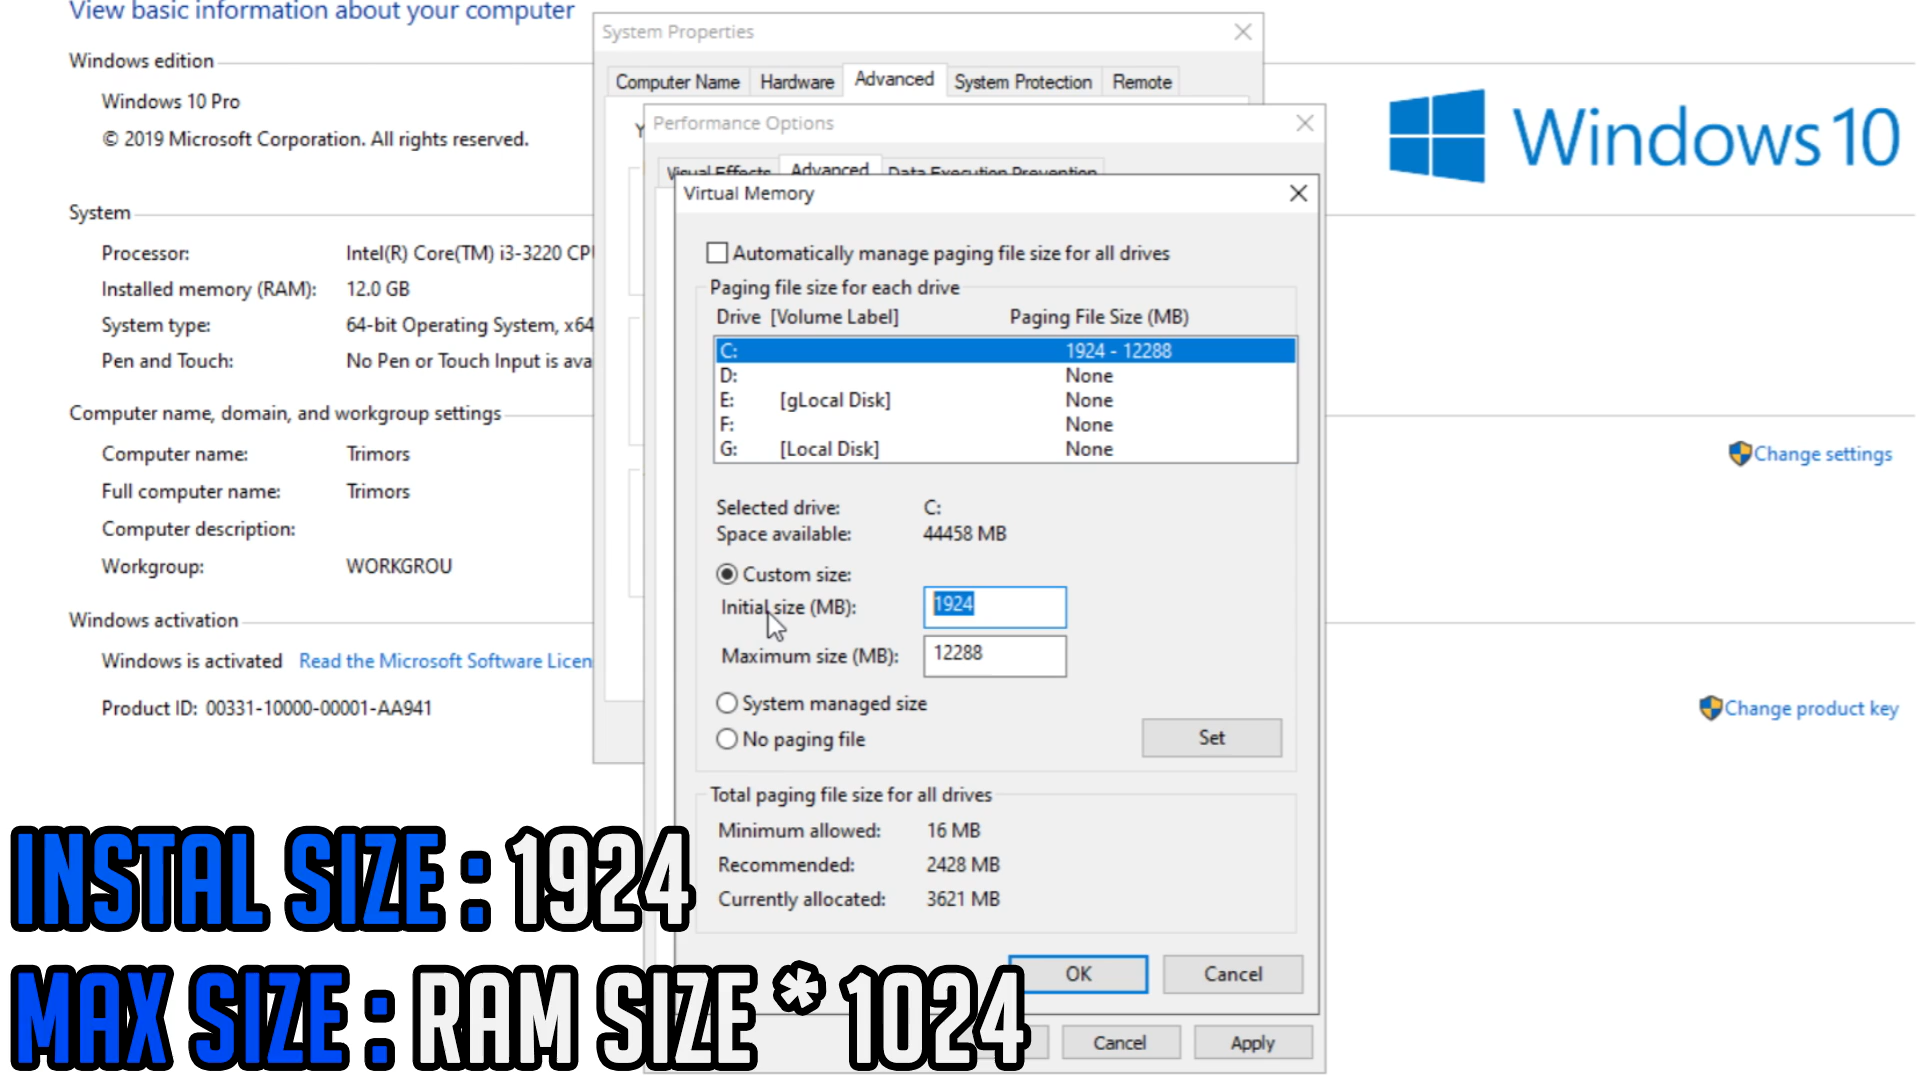 View basic information about your computer
Windows edition
Windows 10 Pro
© 2019 Microsoft Corporation. All rights reserved.
System
Processor: Intel(R) Core(TM) i3-3220 CPU
Installed memory (RAM): 12.0 GB
System type: 64-bit Operating System, x64
Pen and Touch: No Pen or Touch Input is ava
Computer name, domain, and workgroup settings
Computer name: Trimors
Full computer name: Trimors
Computer description:
Workgroup: WORKGROU
Windows activation
Windows is activated Read the Microsoft Software Licen
Product ID: 00331-10000-00001-AA941
System Properties
Computer Name Hardware Advanced System Protection Remote
Y
Performance Options
Visual Effects Advanced Data Execution Prevention
Virtual Memory
Automatically manage paging file size for all drives
Paging file size for each drive
Drive [Volume Label] Paging File Size (MB)
C: 1924 - 12288
D: None
E: [gLocal Disk] None
F: None
G: [Local Disk] None
Selected drive: C:
Space available: 44458 MB
Custom size:
Initial size (MB): 1924
Maximum size (MB): 12288
System managed size
No paging file
Set
Total paging file size for all drives
Minimum allowed: 16 MB
Recommended: 2428 MB
Currently allocated: 3621 MB
OK Cancel
Cancel Apply
Windows 10
Change settings
Change product key
INSTAL SIZE : 1924
MAX SIZE : RAM SIZE * 1024